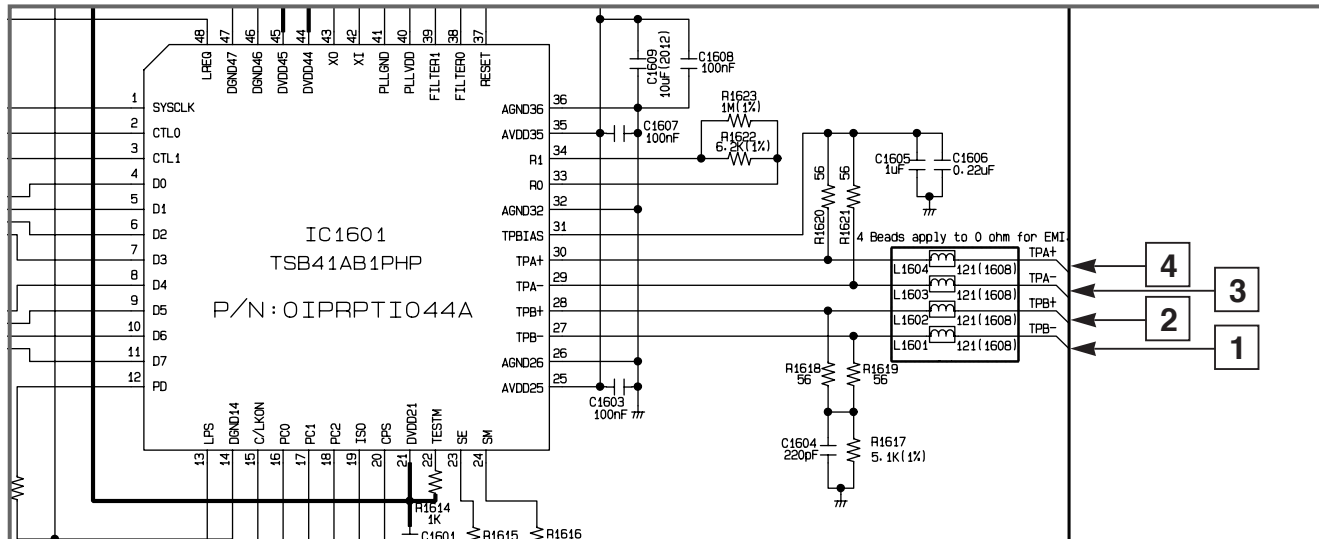 48 47 46 45 44 43 42 41 40 39 38 37
LREQ DGND47 DGND46 DVDD45 DVDD44 XO XI PLLGND PLLVDD FILTER1 FILTER0 RESET
1 SYSCLK
2 CTL0
3 CTL1
4 D0
5 D1
6 D2
7 D3
8 D4
9 D5
10 D6
11 D7
12 PD
IC1601
TSB41AB1PHP
P/N:0IPRPTI044A
AGND36 36
AVDD35 35
R1 34
R0 33
AGND32 32
TPBIAS 31
TPA+ 30
TPA- 29
TPB+ 28
TPB- 27
AGND26 26
AVDD25 25
LPS DGND14 C/LKON PC0 PC1 PC2 ISO CPS DVDD21 TESTM SE SM
13 14 15 16 17 18 19 20 21 22 23 24
C1609
10uF(2012)
C1608
100nF
C1607
100nF
R1623
1M(1%)
R1622
6.2K(1%)
R1620
56
R1621
56
C1605
1uF
C1606
0.22uF
4 Beads apply to 0 ohm for EMI.
L1604 121(1608) TPA+
L1603 121(1608) TPA-
L1602 121(1608) TPB+
L1601 121(1608) TPB-
4
3
2
1
R1618
56
R1619
56
C1603
100nF
C1604
220pF
R1617
5.1K(1%)
R1614
1K
C1601
R1615
R1616